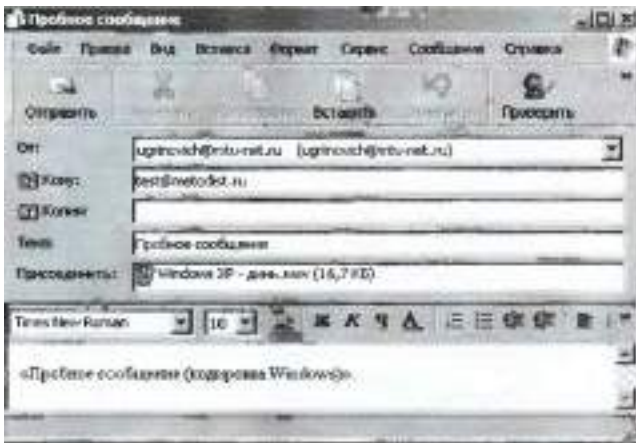 Пробное сообщение
Файл Правка Вид Вставка Формат Сервис Сообщение Справка
Отправить Вставить Проверить
От: ugrinovich@mtu-net.ru (ugrinovich@mtu-net.ru)
Кому: test@metodist.ru
Копия:
Тема: Пробное сообщение
Присоединить: Windows XP - (16,7 КБ)
Times New Roman 10 Ж К Ч A
«Пробное сообщение (кодировка Windows)»